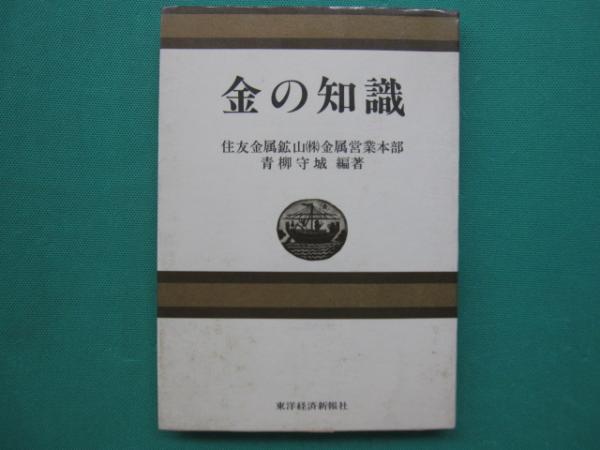 金の知識
住友金属鉱山㈱金属営業本部
青柳守城 編著
東洋経済新報社